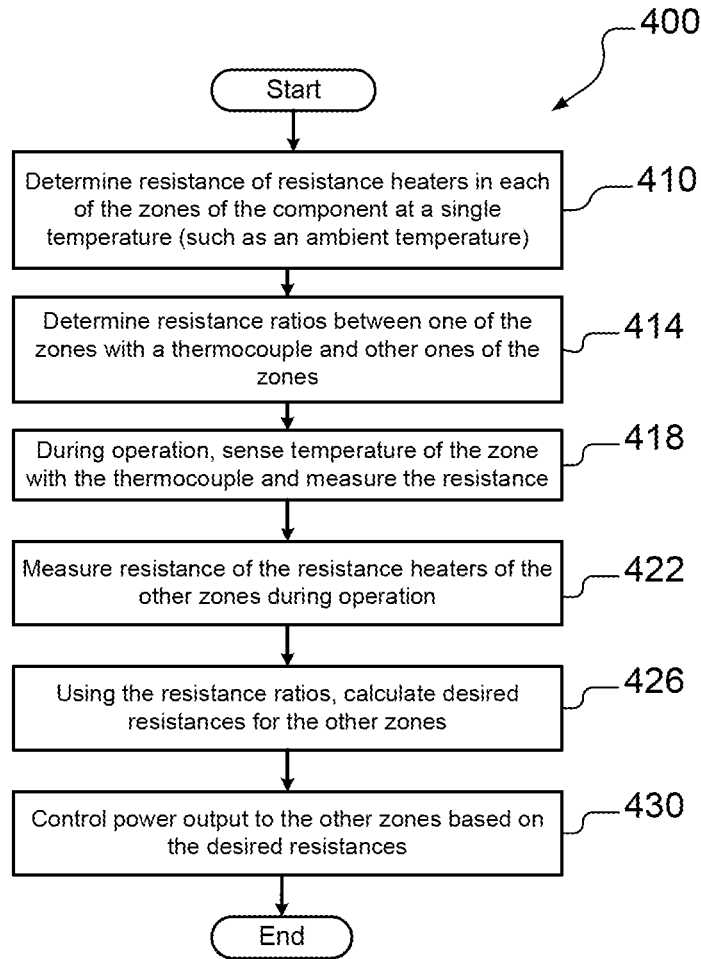 400
Start
Determine resistance of resistance heaters in each
of the zones of the component at a single
temperature (such as an ambient temperature)
410
Determine resistance ratios between one of the
zones with a thermocouple and other ones of the
zones
414
During operation, sense temperature of the zone
with the thermocouple and measure the resistance
418
Measure resistance of the resistance heaters of the
other zones during operation
422
Using the resistance ratios, calculate desired
resistances for the other zones
426
Control power output to the other zones based on
the desired resistances
430
End